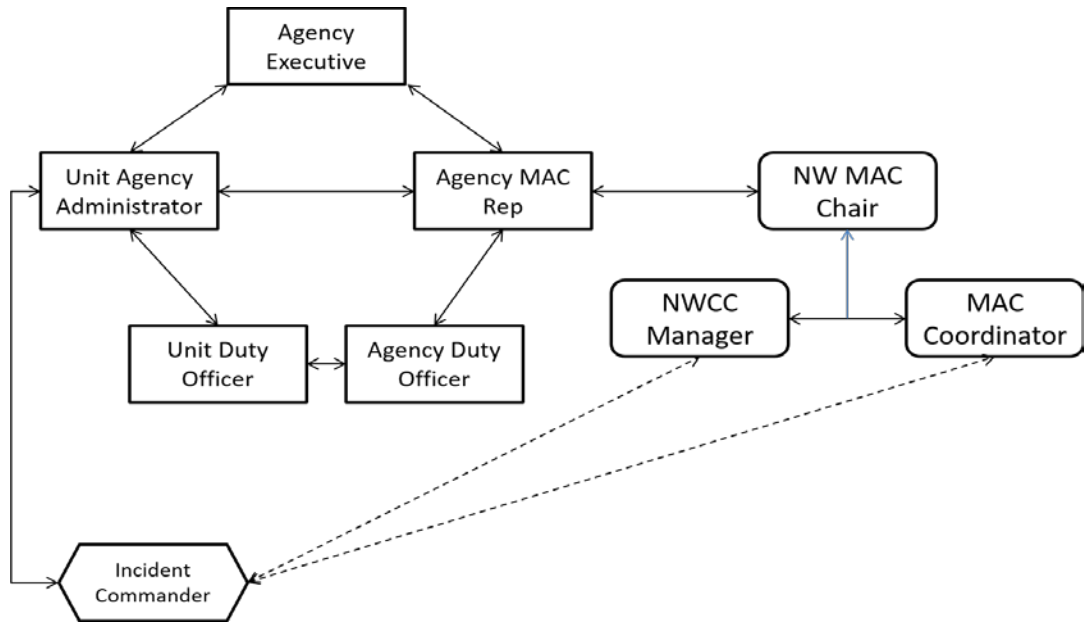 Agency
Executive
Unit Agency
Administrator
Agency MAC
Rep
NW MAC
Chair
NWCC
Manager
MAC
Coordinator
Unit Duty
Officer
Agency Duty
Officer
Incident
Commander